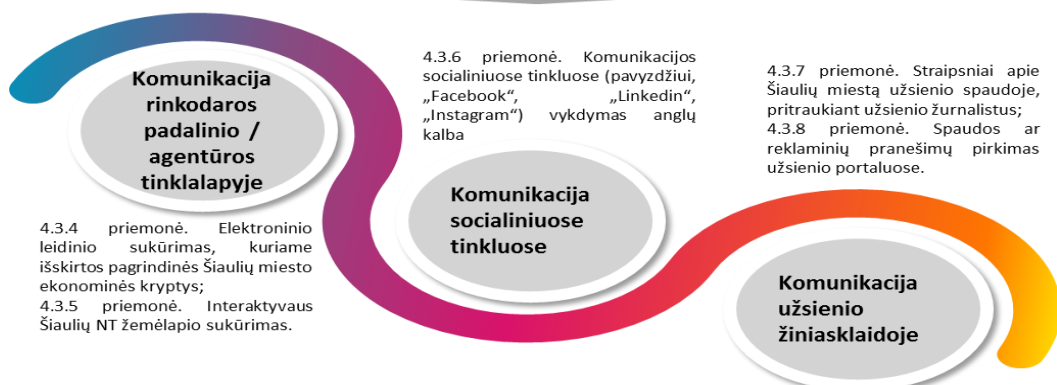 Komunikacija
rinkodaros
padalinio /
agentūros
tinklalapyje
4.3.4 priemonė. Elektroninio
leidinio sukūrimas, kuriame
išskirtos pagrindinės Šiaulių miesto
ekonominės kryptys;
4.3.5 priemonė. Interaktyvaus
Šiaulių NT žemėlapio sukūrimas.
4.3.6 priemonė. Komunikacijos
socialiniuose tinkluose (pavyzdžiui,
„Facebook“, „Linkedin“,
„Instagram“) vykdymas anglų
kalba
Komunikacija
socialiniuose
tinkluose
4.3.7 priemonė. Straipsniai apie
Šiaulių miestą užsienio spaudoje,
pritraukiant užsienio žurnalistus;
4.3.8 priemonė. Spaudos ar
reklaminių pranešimų pirkimas
užsienio portaluose.
Komunikacija
užsienio
žiniasklaidoje